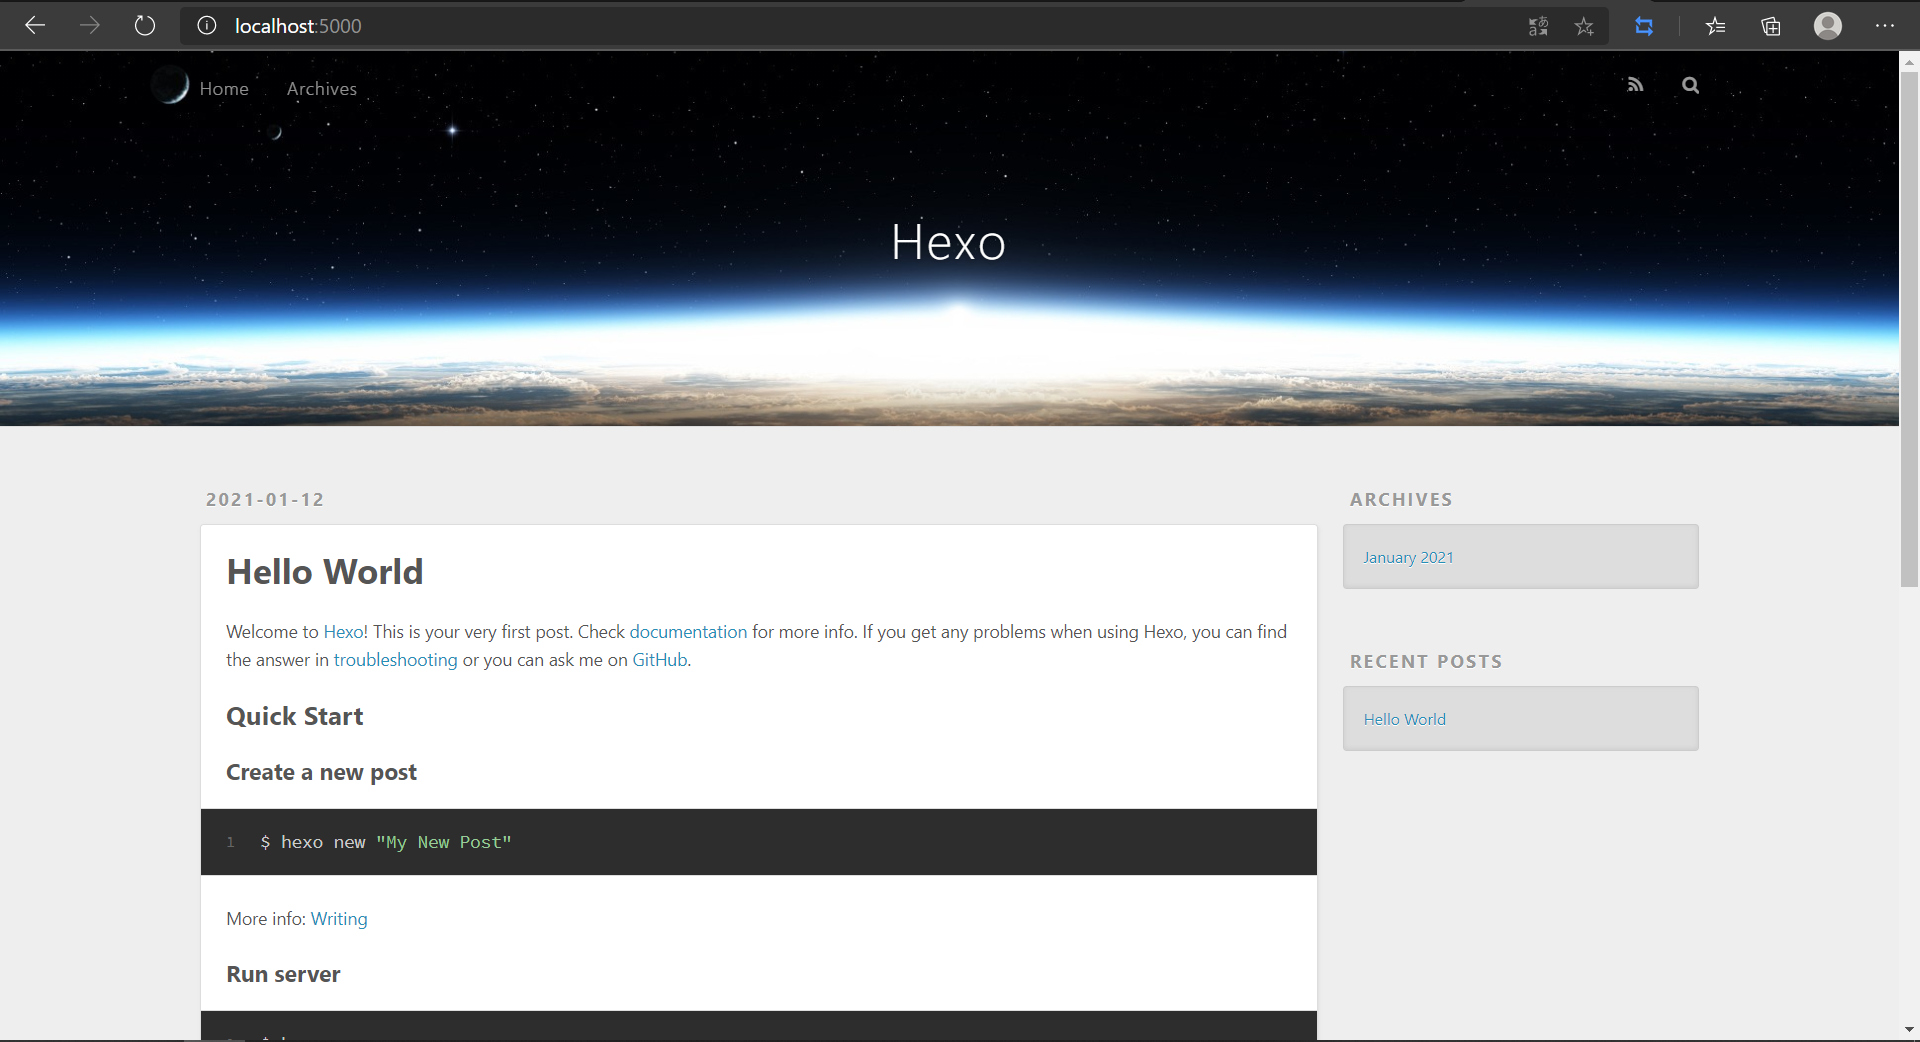 localhost:5000
Home Archives
Hexo
2021-01-12
Hello World
Welcome to Hexo! This is your very first post. Check documentation for more info. If you get any problems when using Hexo, you can find
the answer in troubleshooting or you can ask me on GitHub.
Quick Start
Create a new post
1 $ hexo new "My New Post"
More info: Writing
Run server
ARCHIVES
January 2021
RECENT POSTS
Hello World